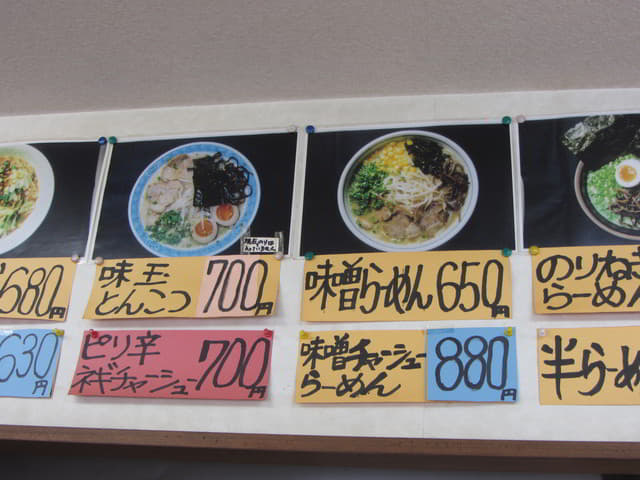 680円
味玉
とんこつ
700円
味噌らーめん 650円
のりねぎ
らーめん
630円
ピリ辛
ネギチャーシュー
700円
味噌チャーシュー
らーめん
880円
半らーめ